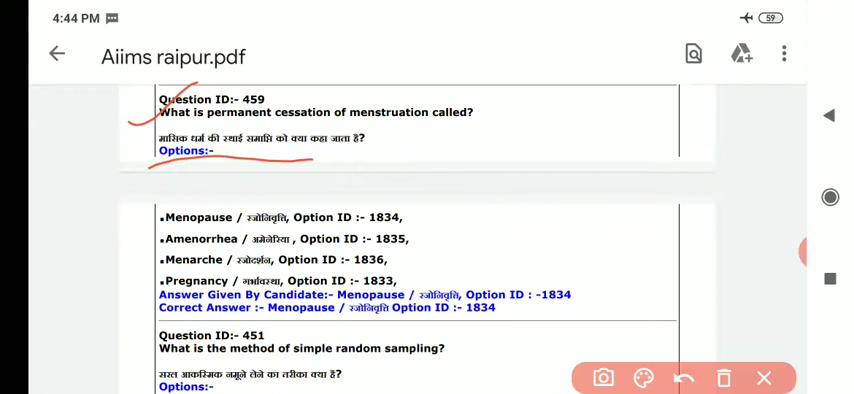 4:44 PM
59
Aiims raipur.pdf
Question ID:- 459
What is permanent cessation of menstruation called?
मासिक धर्म की स्थाई समाप्ति को क्या कहा जाता है?
Options:-
Menopause / रजोनिवृत्ति, Option ID :- 1834,
Amenorrhea / अमेनेरिया , Option ID :- 1835,
Menarche / रजोदर्शन, Option ID :- 1836,
Pregnancy / गर्भावस्था, Option ID :- 1833,
Answer Given By Candidate:- Menopause / रजोनिवृत्ति, Option ID : -1834
Correct Answer :- Menopause / रजोनिवृत्ति Option ID :- 1834
Question ID:- 451
What is the method of simple random sampling?
सरल आकस्मिक नमूने लेने का तरीका क्या है?
Options:-